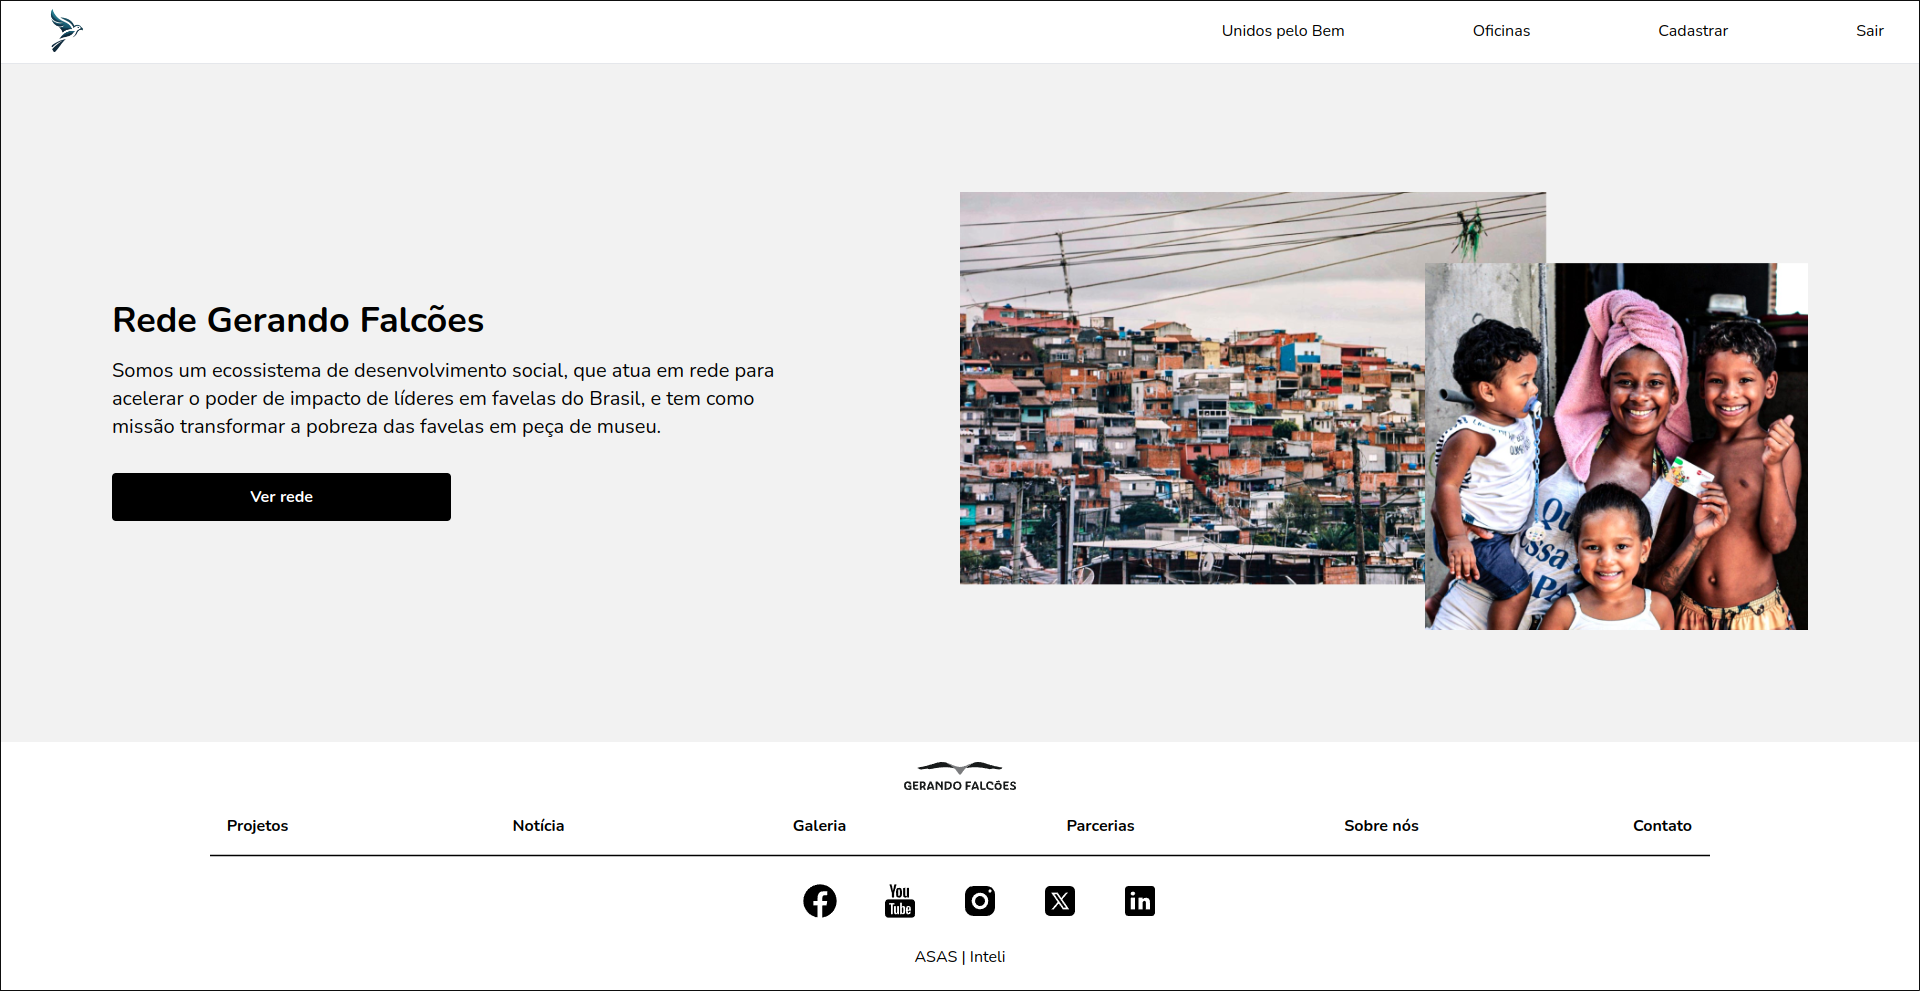 Unidos pelo Bem
Oficinas
Cadastrar
Sair
Rede Gerando Falcões
Somos um ecossistema de desenvolvimento social, que atua em rede para
acelerar o poder de impacto de líderes em favelas do Brasil, e tem como
missão transformar a pobreza das favelas em peça de museu.
Ver rede
GERANDO FALCÕES
Projetos
Notícia
Galeria
Parcerias
Sobre nós
Contato
You
Tube
in
ASAS | Inteli